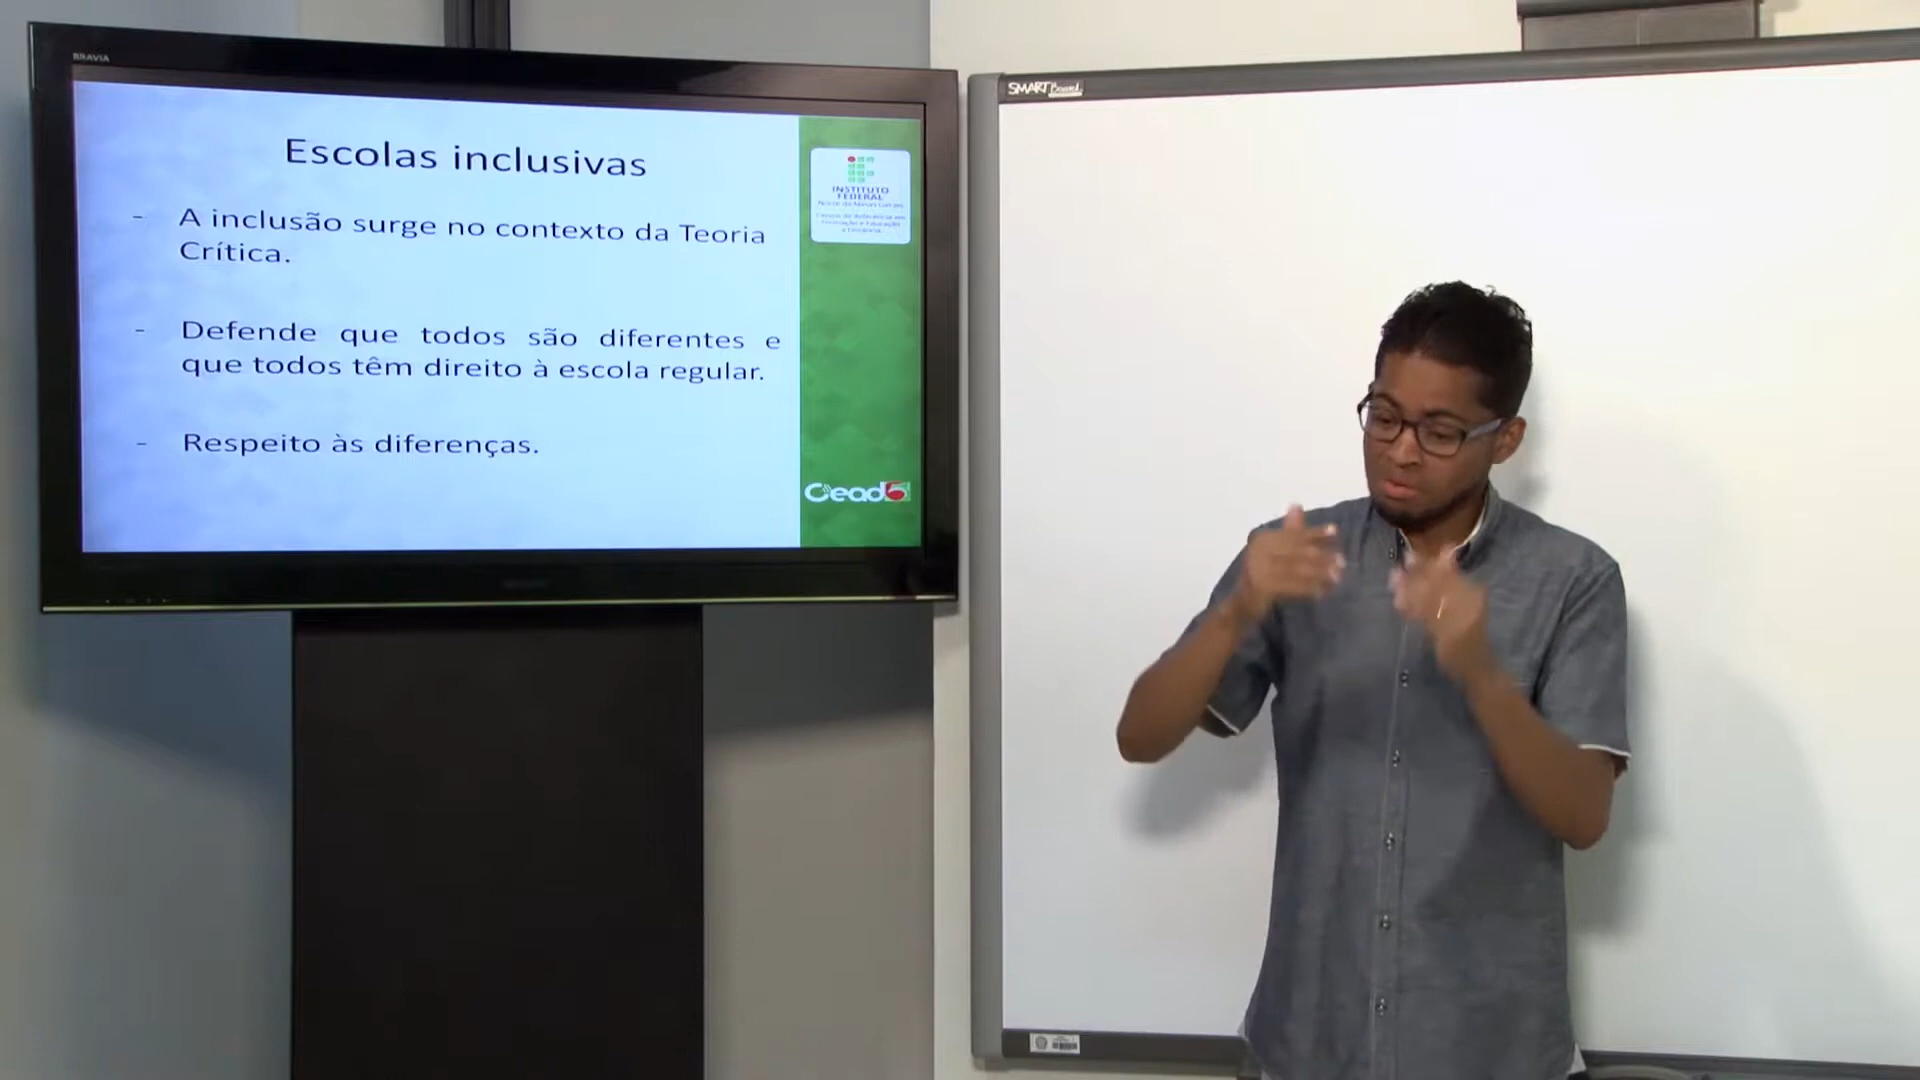 BRAVIA
Escolas inclusivas
- A inclusão surge no contexto da Teoria
Crítica.
- Defende que todos são diferentes e
que todos têm direito à escola regular.
- Respeito às diferenças.
INSTITUTO
FEDERAL
Norte de Minas Gerais
Cead
SMART Board